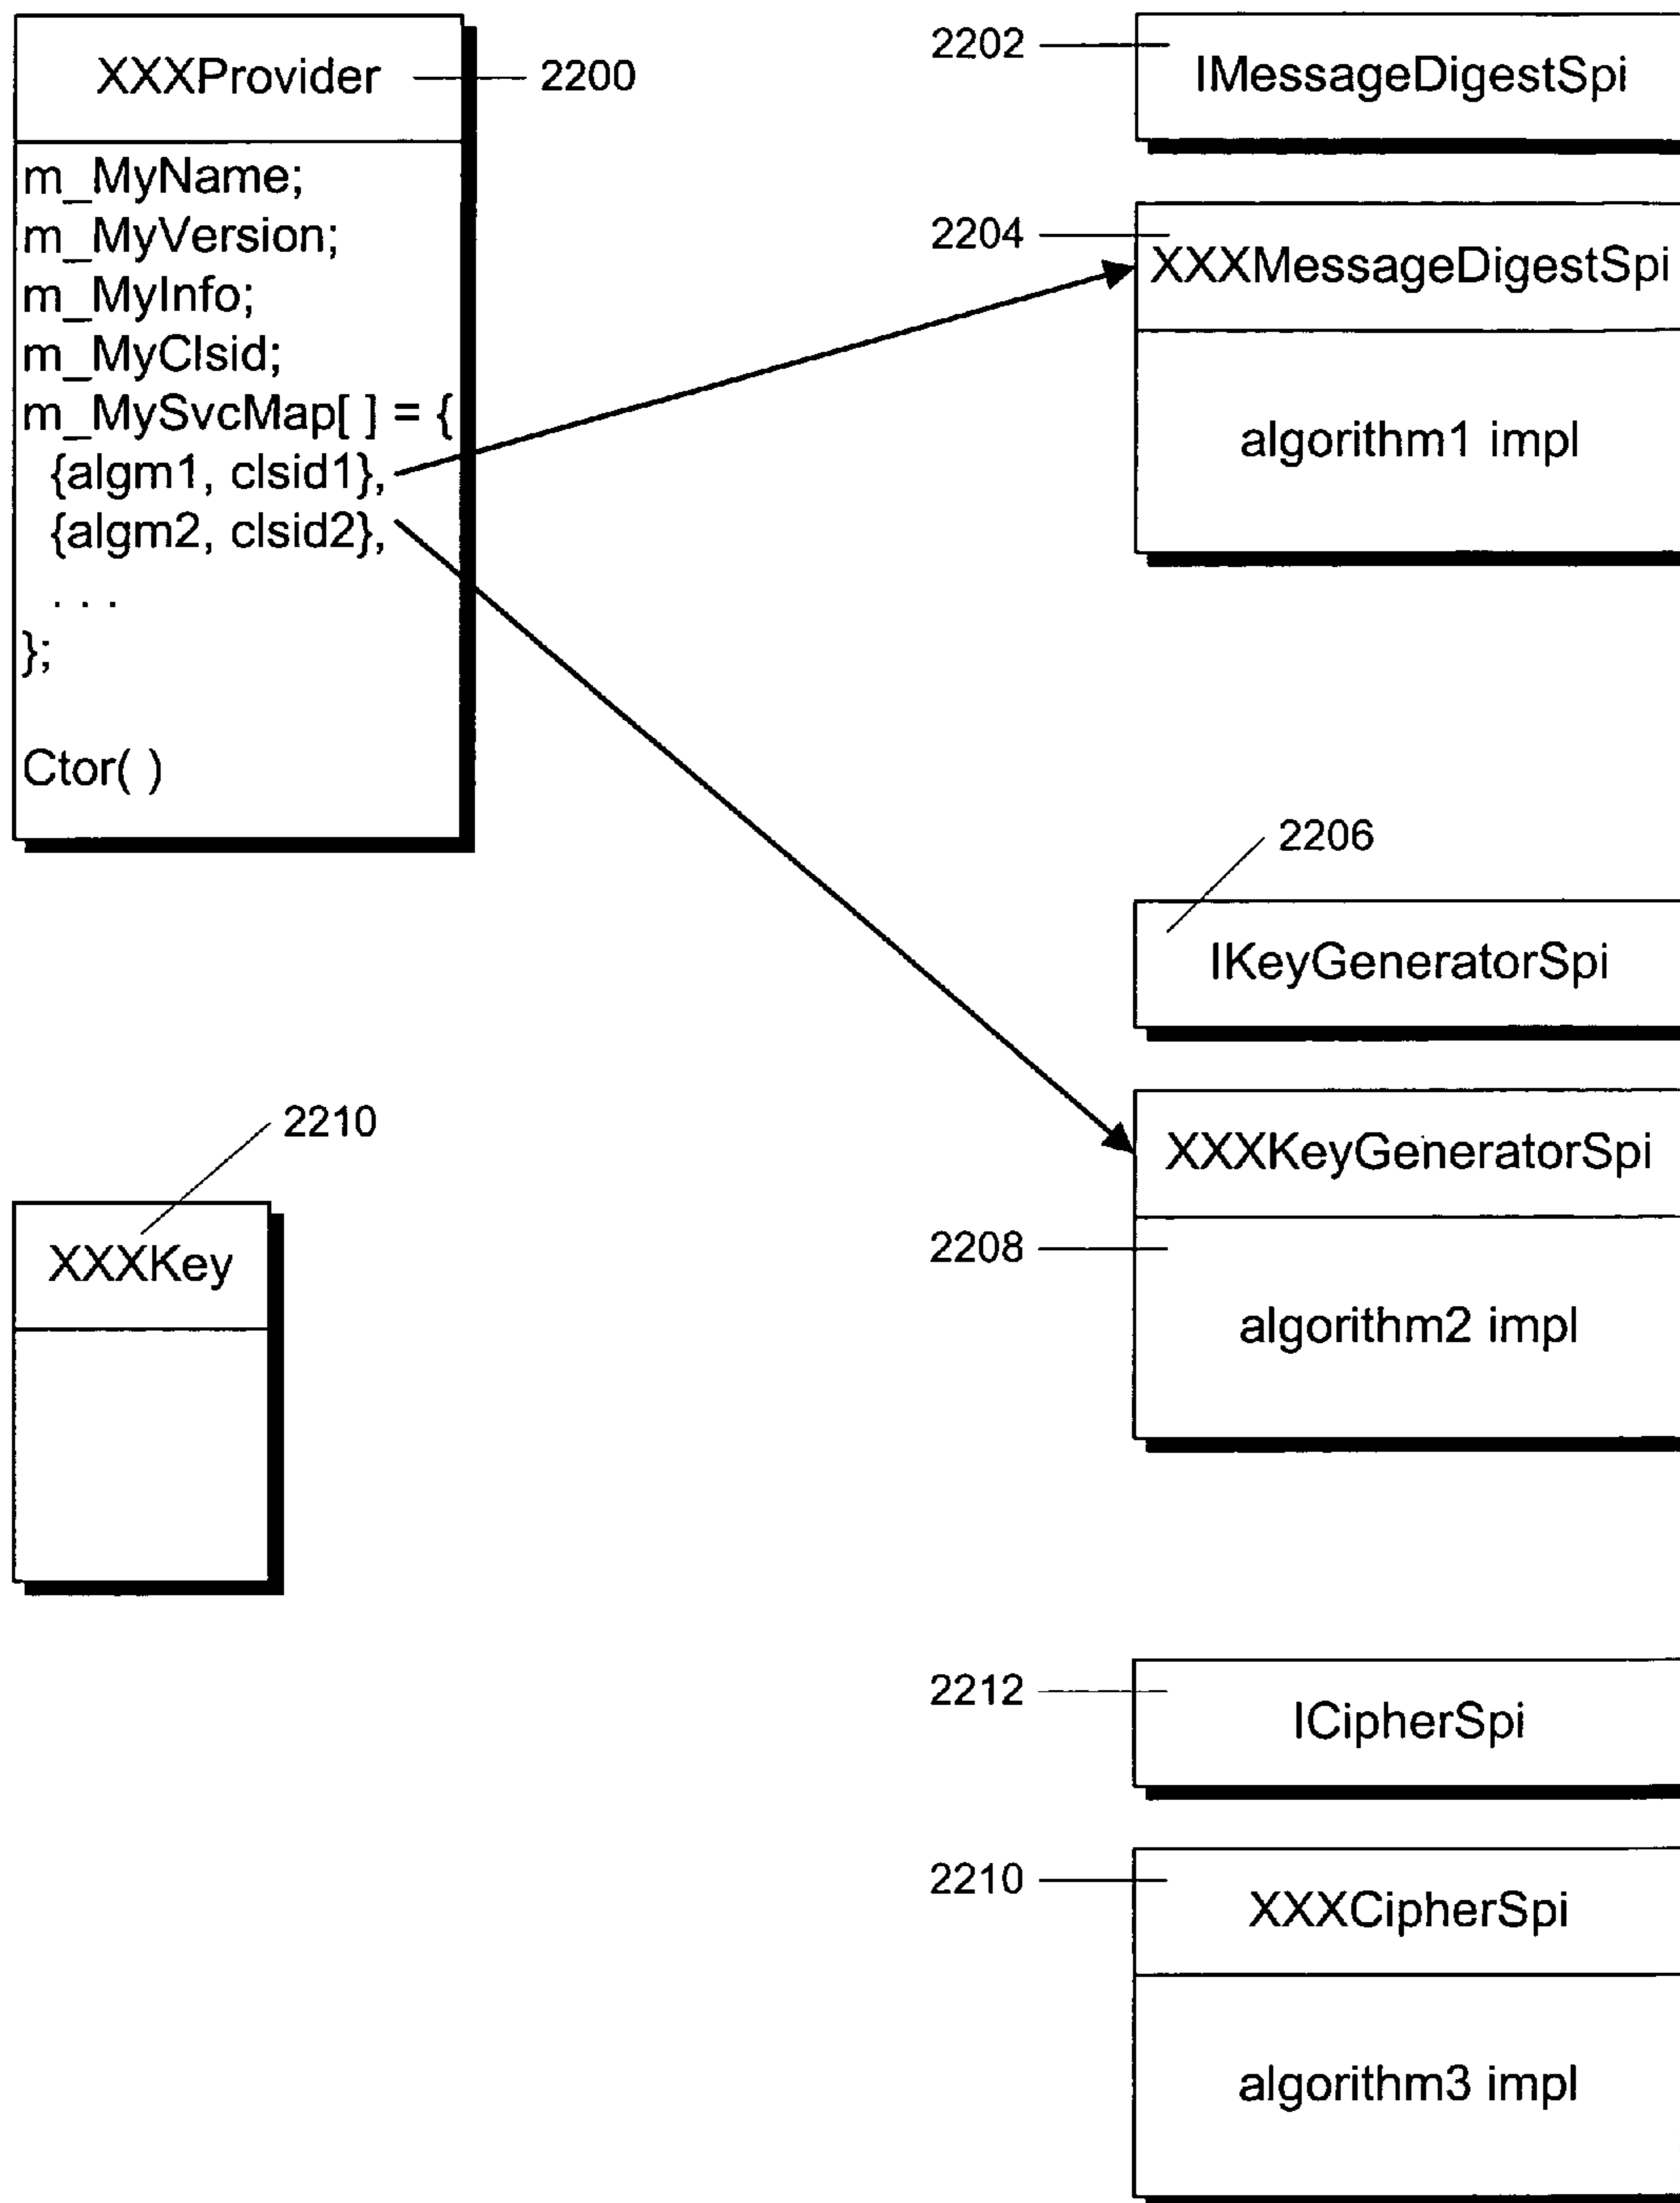 XXXProvider
2200
m_MyName;
m_MyVersion;
m_MyInfo;
m_MyClsid;
m_MySvcMap[ ] = {
{algm1, clsid1},
{algm2, clsid2},
. . .
};
Ctor( )
2202
IMessageDigestSpi
2204
XXXMessageDigestSpi
algorithm1 impl
2206
IKeyGeneratorSpi
XXXKeyGeneratorSpi
2208
algorithm2 impl
2210
XXXKey
2212
ICipherSpi
2210
XXXCipherSpi
algorithm3 impl